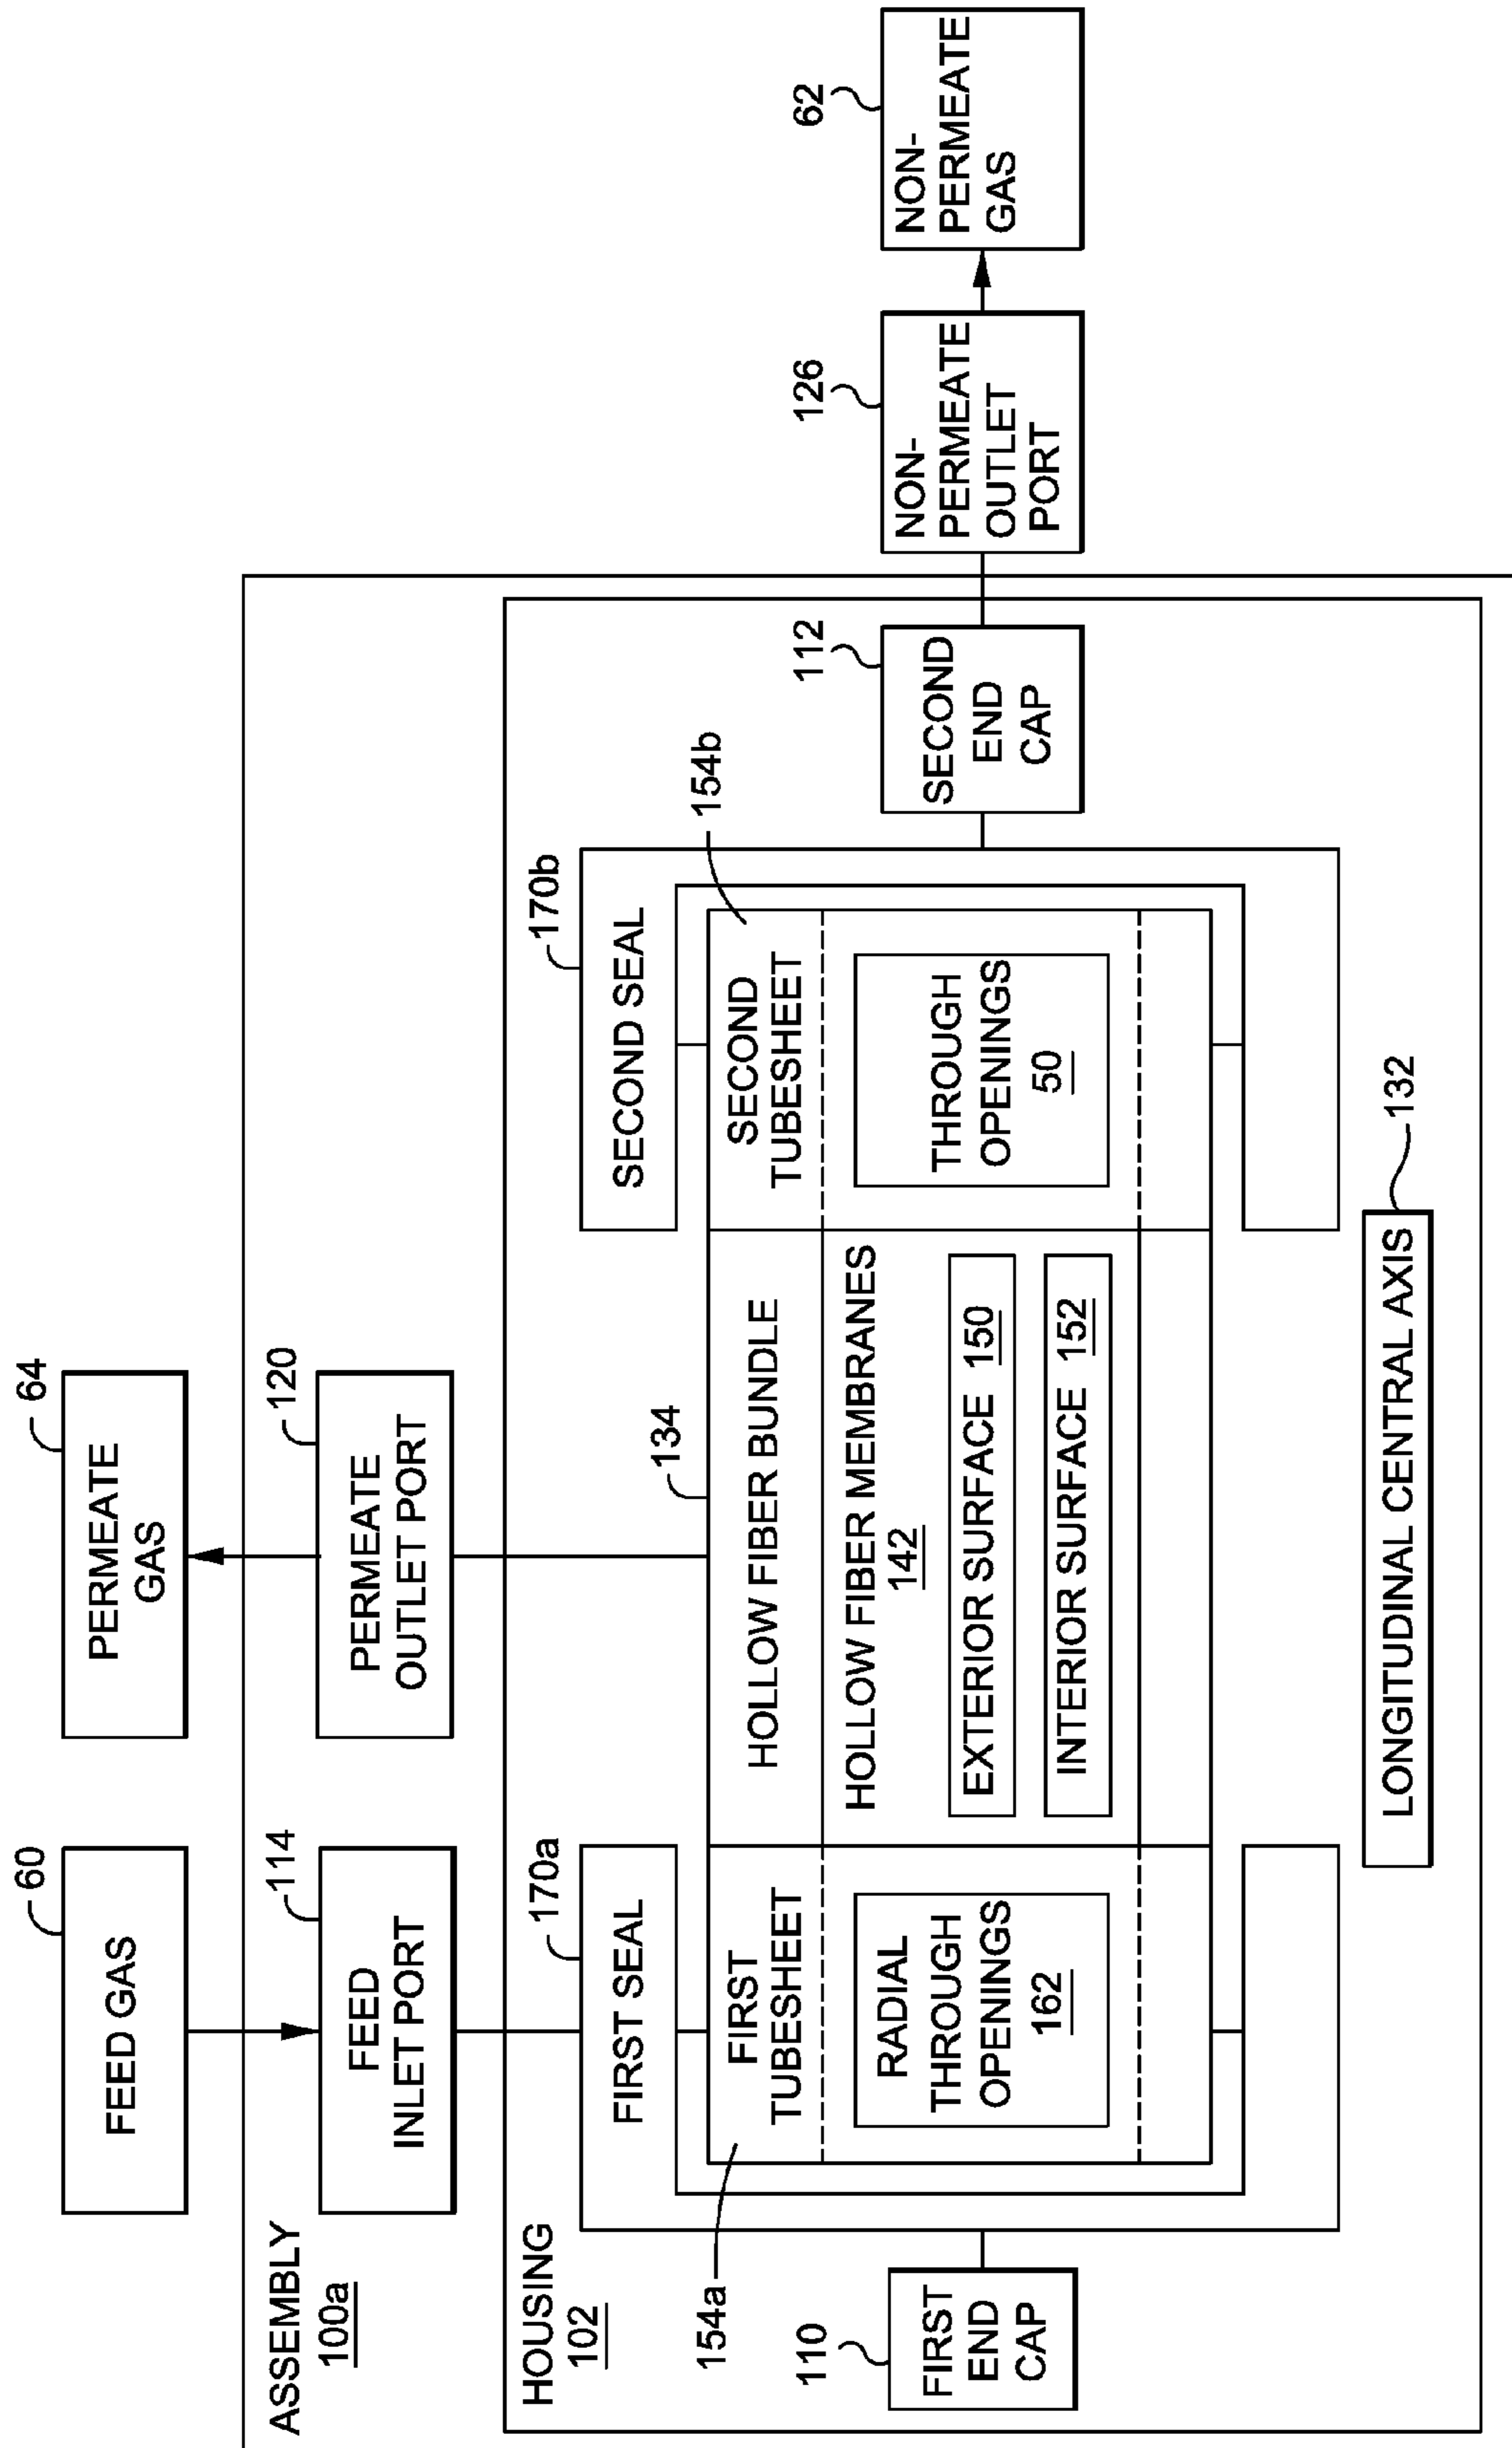 60
FEED GAS
64
PERMEATE
GAS
ASSEMBLY
100a
114
FEED
INLET PORT
120
PERMEATE
OUTLET PORT
HOUSING
102
170a
FIRST SEAL
134
170b
SECOND SEAL
154a
FIRST
TUBESHEET
HOLLOW FIBER BUNDLE
SECOND
TUBESHEET
154b
110
FIRST
END
CAP
RADIAL
THROUGH
OPENINGS
162
HOLLOW FIBER MEMBRANES
142
EXTERIOR SURFACE 150
INTERIOR SURFACE 152
THROUGH
OPENINGS
50
112
SECOND
END
CAP
126
NON-
PERMEATE
OUTLET
PORT
62
NON-
PERMEATE
GAS
LONGITUDINAL CENTRAL AXIS
132